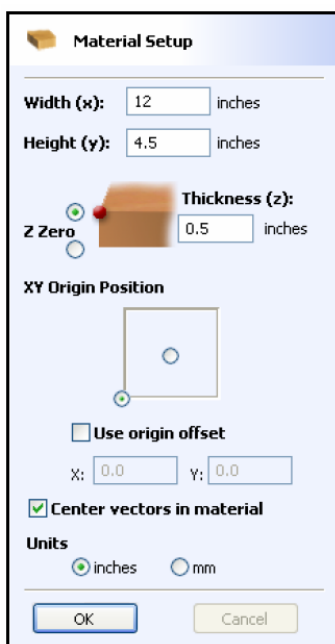 Material Setup
Width (x): 12 inches
Height (y): 4.5 inches
Thickness (z):
Z Zero 0.5 inches
XY Origin Position
Use origin offset
X: 0.0 Y: 0.0
Center vectors in material
Units
inches mm
OK Cancel